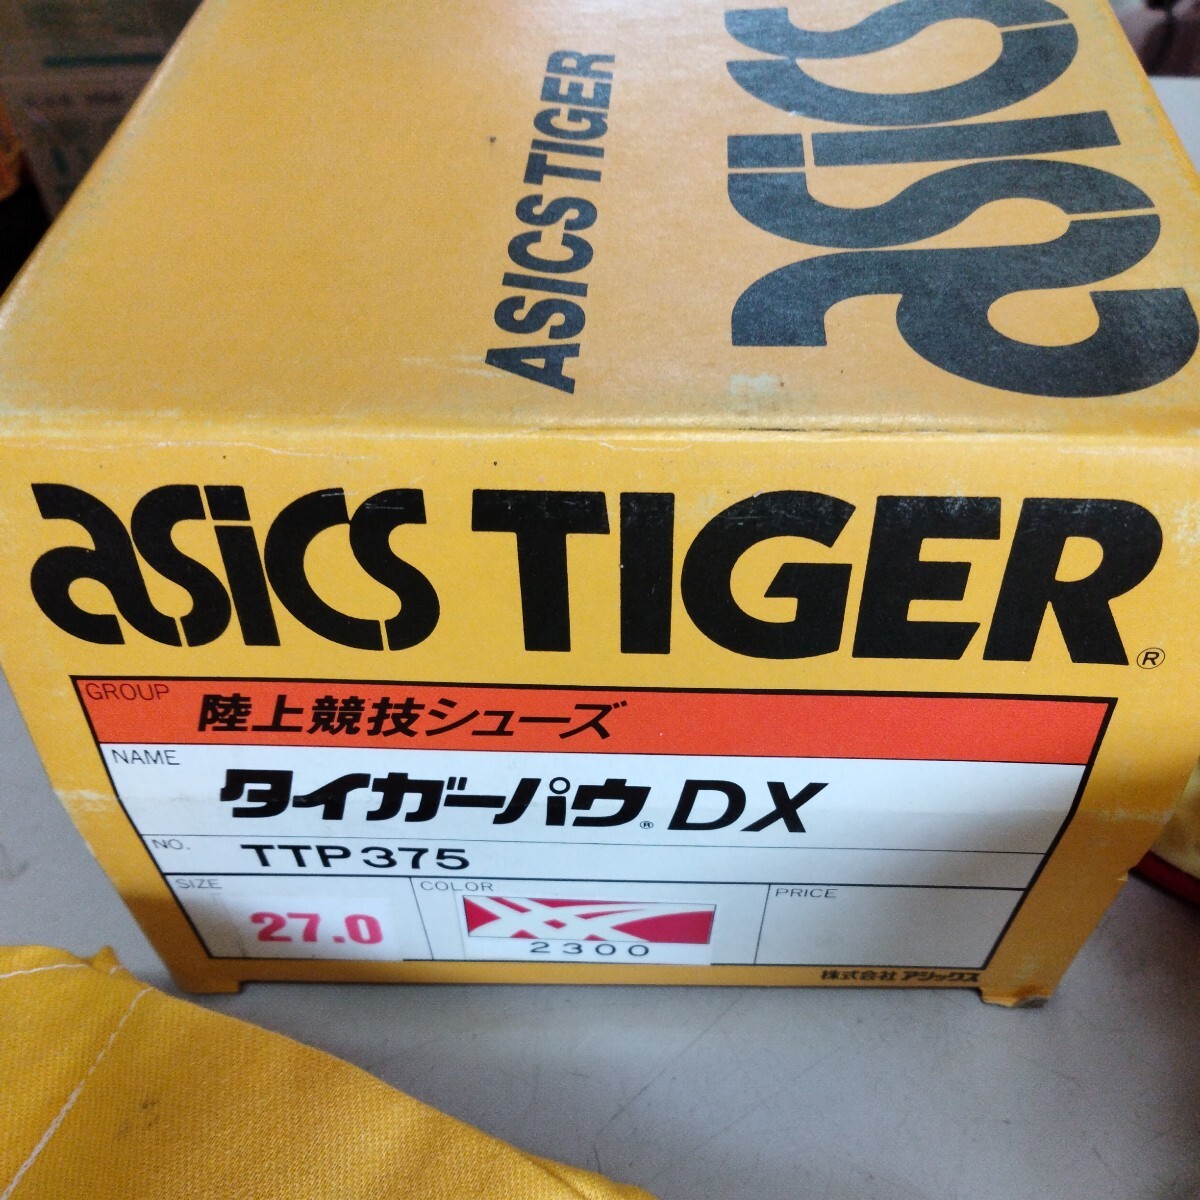 asics
ASICS TIGER
asics TIGER®
GROUP 陸上競技シューズ
NAME タイガーパウ® DX
NO. TTP375
SIZE 27.0
COLOR 2300
PRICE
株式会社 アシックス